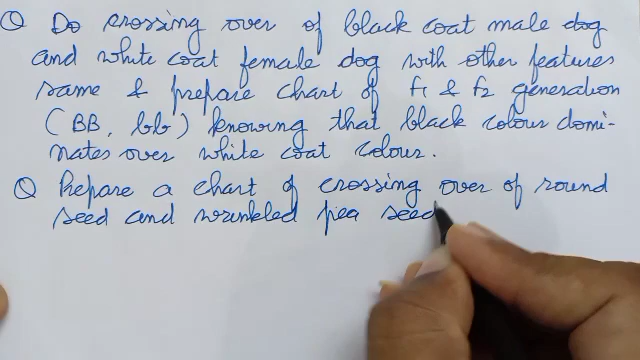 Q Do crossing over of black coat male dog
and white coat female dog with other features
same & prepare chart of f1 & f2 generation
(BB, bb) knowing that black colour domi-
nates over white coat colour.
Q Prepare a chart of crossing over of round
seed and wrinkled pea seed